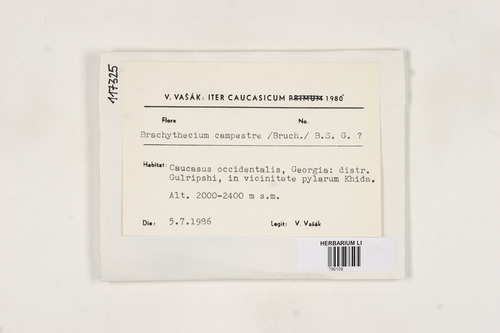 117325
V. VAŠÁK: ITER CAUCASICUM PRIMUM 1980
Flora No.
Brachythecium campestre /Bruch./ B.S. G. ?
Habitat: Caucasus occidentalis, Georgia: distr.
Gulripshi, in vicinitate pylarum Khida.
Alt. 2000-2400 m s.m.
Die: 5.7.1986 Legit: V. Vašák
HERBARIUM LI
790109